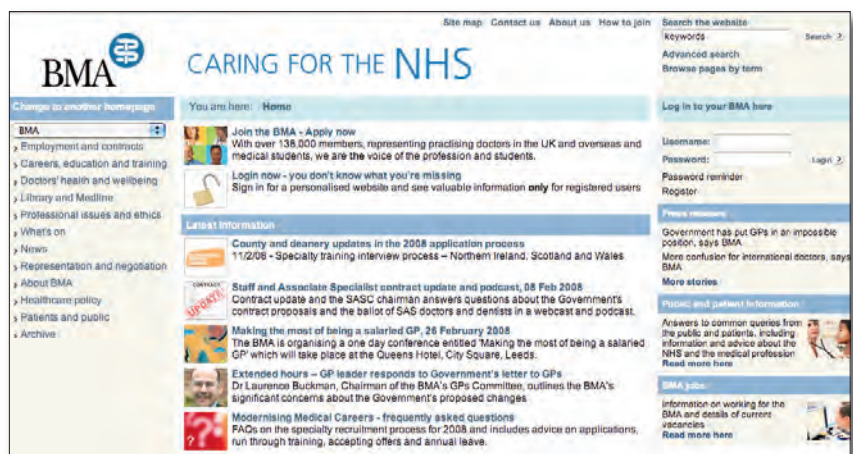 Site map Contact us About us How to join
Search the website
keywords
Search
Advanced search
Browse pages by term
BMA
CARING FOR THE NHS
Change to another homepage
BMA
Employment and contracts
Careers, education and training
Doctors' health and wellbeing
Library and Medline
Professional issues and ethics
What's on
News
Representation and negotiation
About BMA
Healthcare policy
Patients and public
Archive
You are here: Home
Join the BMA - Apply now
With over 138,000 members, representing practising doctors in the UK and overseas and
medical students, we are the voice of the profession and students.
Login now - you don't know what you're missing
Sign in for a personalised website and see valuable information only for registered users
Latest information
County and deanery updates in the 2008 application process
11/2/08 - Specialty training interview process – Northern Ireland, Scotland and Wales
CONTRACT
UPDATE
Staff and Associate Specialist contract update and podcast, 08 Feb 2008
Contract update and the SASC chairman answers questions about the Government's
contract proposals and the ballot of SAS doctors and dentists in a webcast and podcast.
Making the most of being a salaried GP, 26 February 2008
The BMA is organising a one day conference entitled 'Making the most of being a salaried
GP' which will take place at the Queens Hotel, City Square, Leeds.
Extended hours – GP leader responds to Government's letter to GPs
Dr Laurence Buckman, Chairman of the BMA's GPs Committee, outlines the BMA's
significant concerns about the Government's proposed changes
Modernising Medical Careers - frequently asked questions
FAQs on the specialty recruitment process for 2008 and includes advice on applications,
run through training, accepting offers and annual leave.
Log in to your BMA here
Username:
Password:
Login
Password reminder
Register
Press releases
Government has put GPs in an impossible
position, says BMA
More confusion for international doctors, says
BMA
More stories
Public and patient information
Answers to common queries from
the public and patients, including
information and advice about the
NHS and the medical profession
Read more here
BMA jobs
Information on working for the
BMA and details of current
vacancies
Read more here